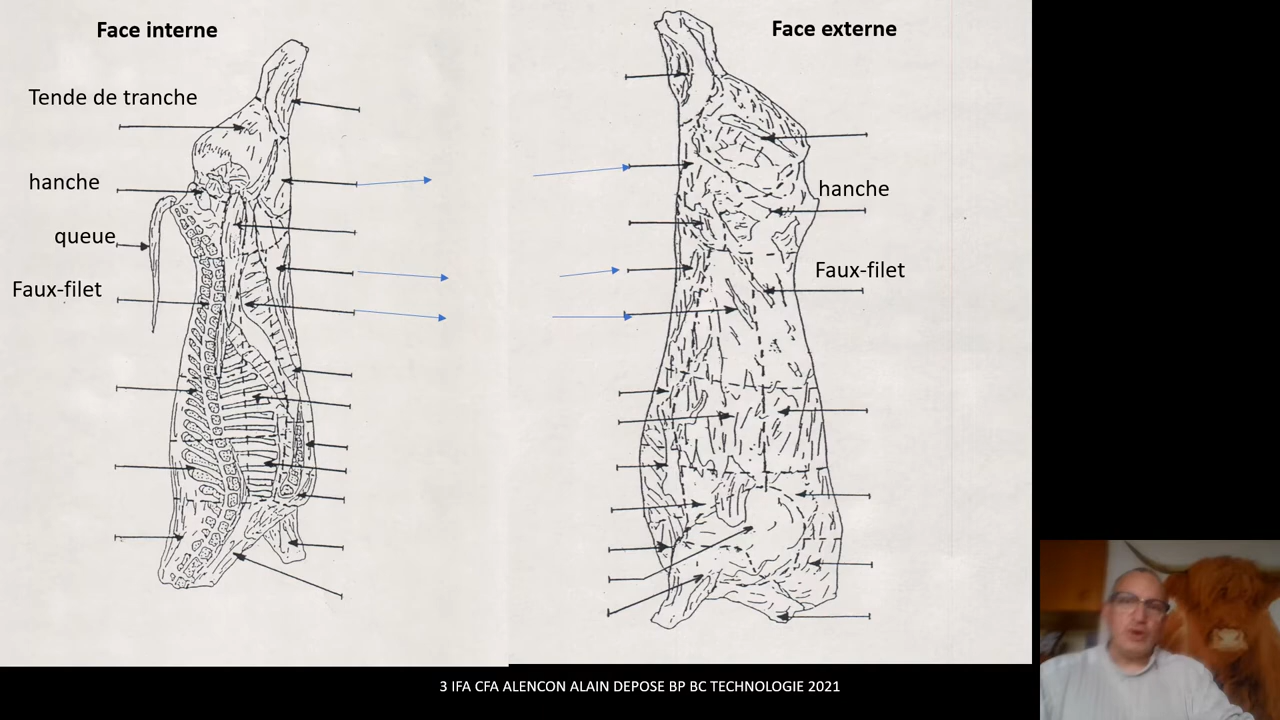 Face interne
Face externe
Tende de tranche
hanche
hanche
queue
Faux-filet
Faux-filet
3 IFA CFA ALENCON ALAIN DEPOSE BP BC TECHNOLOGIE 2021